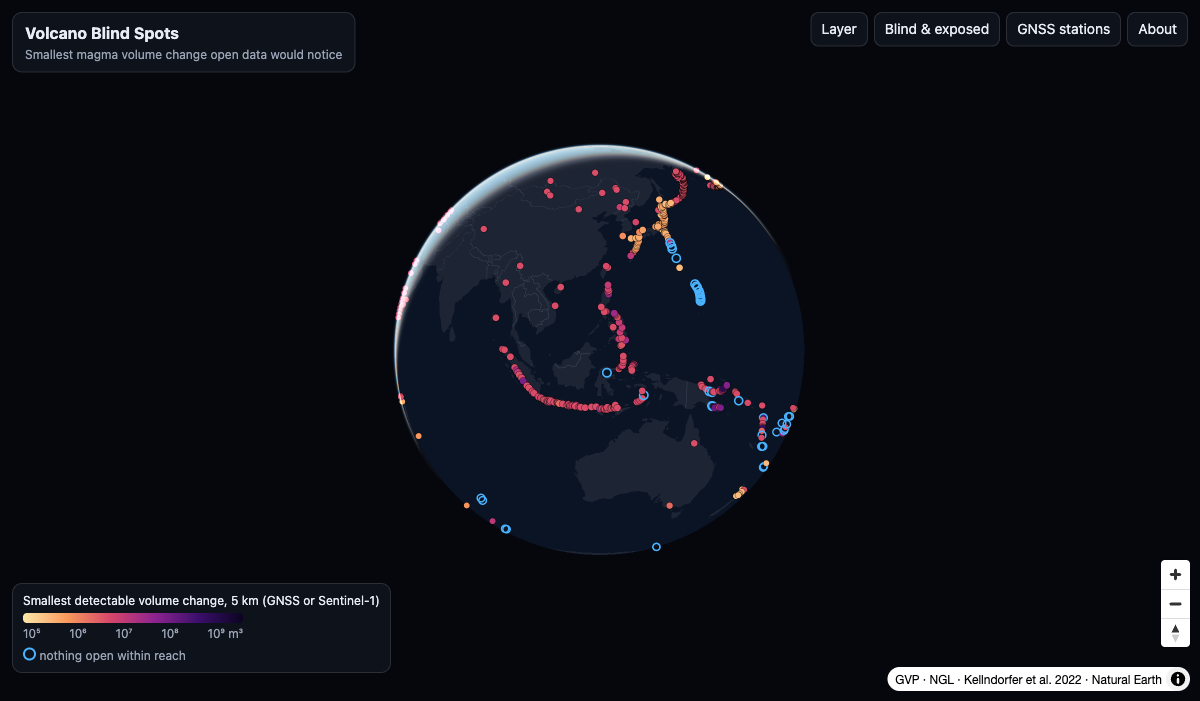 Volcano Blind Spots
Smallest magma volume change open data would notice
Layer
Blind & exposed
GNSS stations
About
Smallest detectable volume change, 5 km (GNSS or Sentinel-1)
10⁵ 10⁶ 10⁷ 10⁸ 10⁹ m³
nothing open within reach
GVP · NGL · Kellndorfer et al. 2022 · Natural Earth